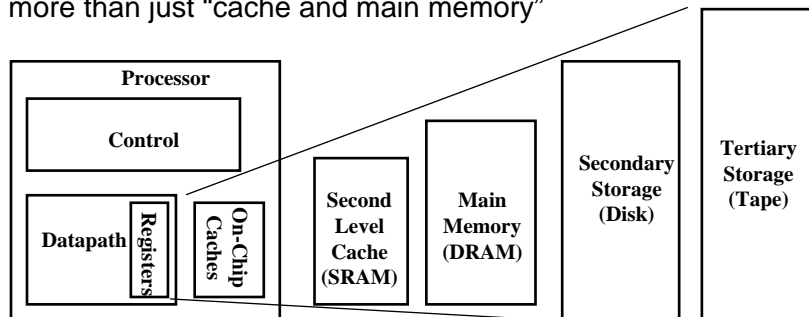 more than just “cache and main memory”
Processor
Control
Datapath
Registers
On-Chip
Caches
Second
Level
Cache
(SRAM)
Main
Memory
(DRAM)
Secondary
Storage
(Disk)
Tertiary
Storage
(Tape)